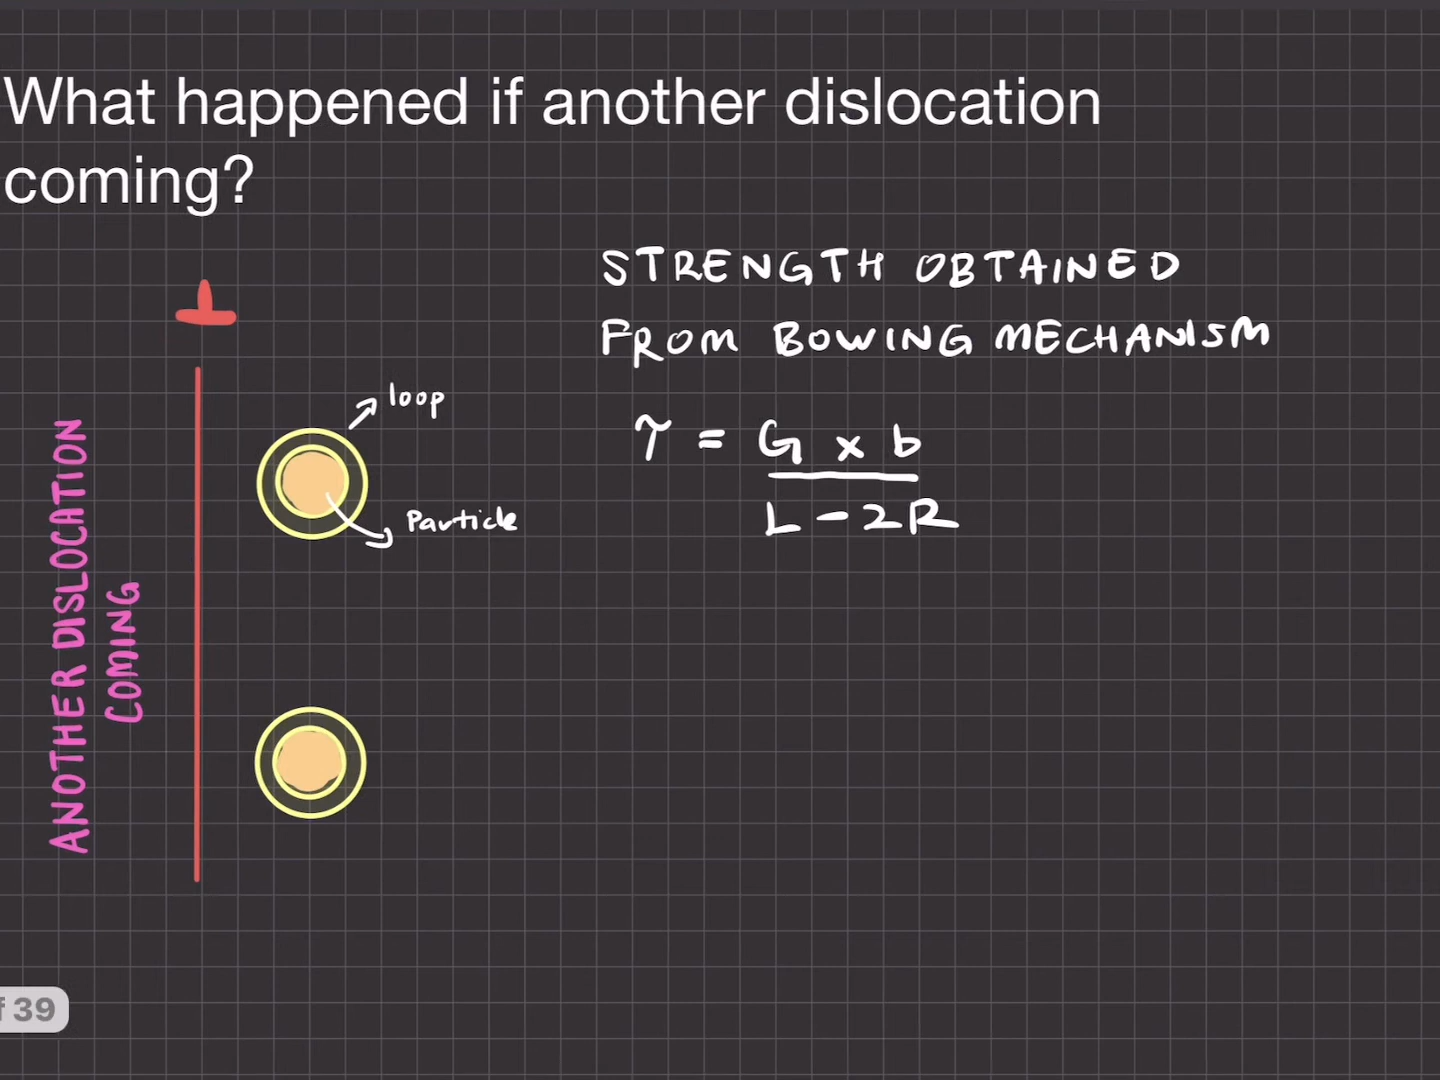 What happened if another dislocation
coming?
STRENGTH OBTAINED
FROM BOWING MECHANISM
loop
τ = G x b
L - 2R
Particle
ANOTHER DISLOCATION
COMING
f 39